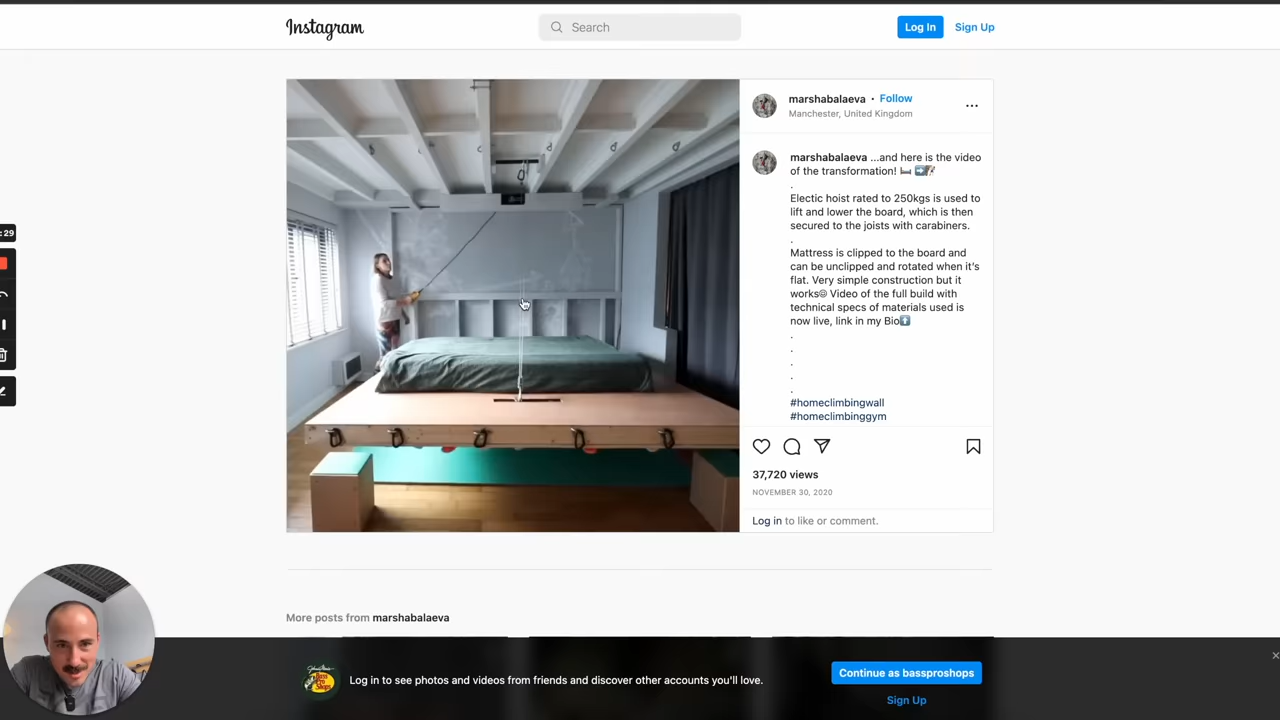 Instagram
Search
Log In
Sign Up
marshabalaeva • Follow
Manchester, United Kingdom
marshabalaeva ...and here is the video
of the transformation! 🛏 ➡️🧗
.
Electic hoist rated to 250kgs is used to
lift and lower the board, which is then
secured to the joists with carabiners.
.
Mattress is clipped to the board and
can be unclipped and rotated when it's
flat. Very simple construction but it
works Video of the full build with
technical specs of materials used is
now live, link in my Bio⬆️
.
.
.
.
.
#homeclimbingwall
#homeclimbinggym
37,720 views
NOVEMBER 30, 2020
Log in to like or comment.
:29
More posts from marshabalaeva
Bass Pro Shops
Log in to see photos and videos from friends and discover other accounts you'll love.
Continue as bassproshops
Sign Up